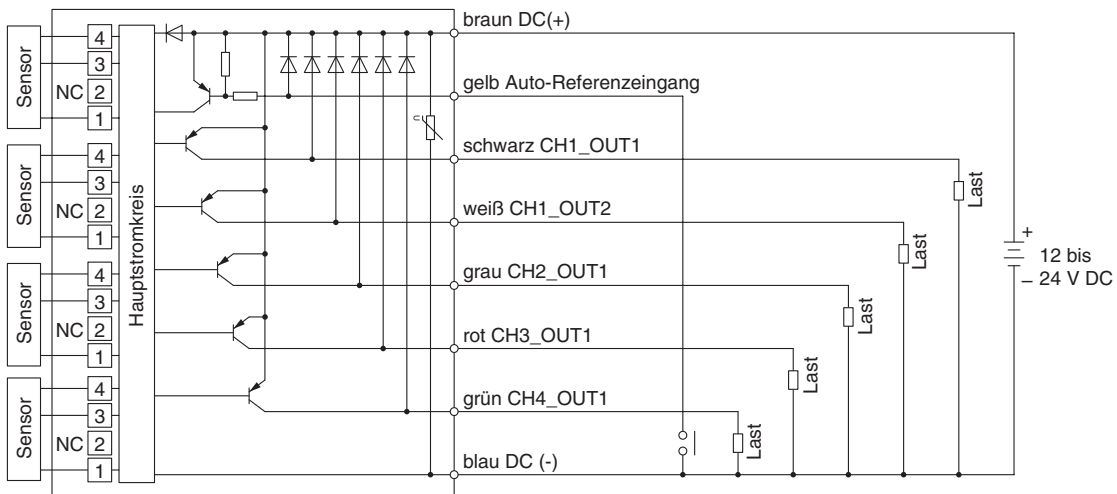 braun DC(+)
gelb Auto-Referenzeingang
schwarz CH1_OUT1
weiß CH1_OUT2
grau CH2_OUT1
rot CH3_OUT1
grün CH4_OUT1
blau DC (-)
Sensor
4
3
NC 2
1
Sensor
4
3
NC 2
1
Sensor
4
3
NC 2
1
Sensor
4
3
NC 2
1
Hauptstromkreis
U
Last
Last
Last
Last
Last
+
12 bis
– 24 V DC